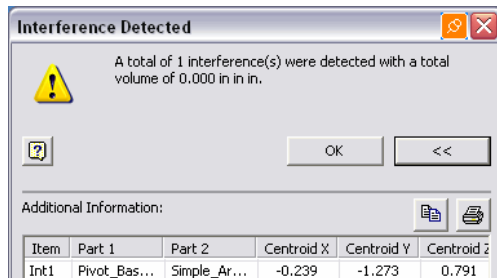 Interference Detected
A total of 1 interference(s) were detected with a total
volume of 0.000 in in in.
OK <<
Additional Information:
Item Part 1 Part 2 Centroid X Centroid Y Centroid Z
Int1 Pivot_Bas... Simple_Ar... -0.239 -1.273 0.791